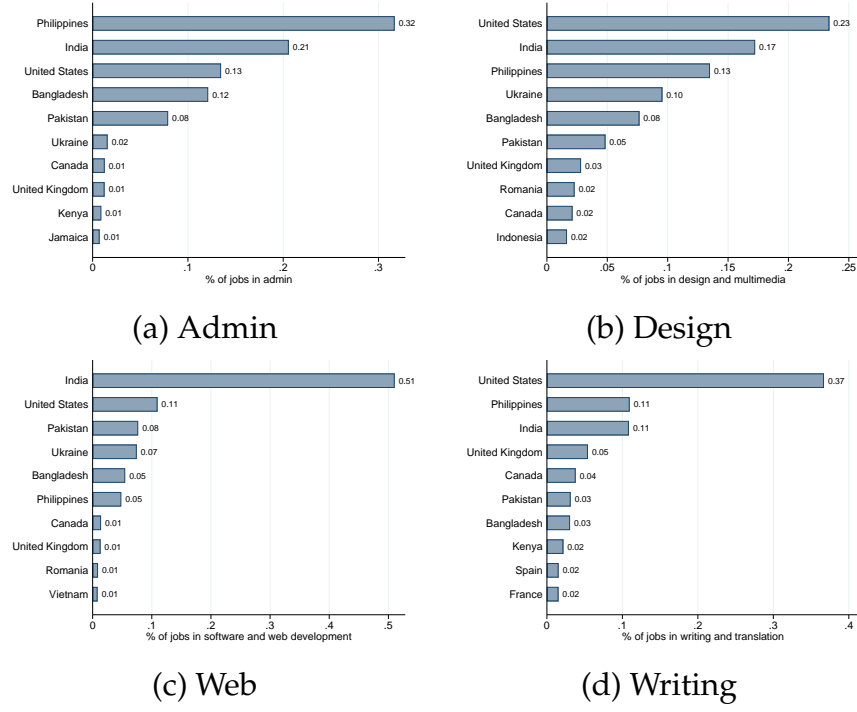 Philippines 0.32
India 0.21
United States 0.13
Bangladesh 0.12
Pakistan 0.08
Ukraine 0.02
Canada 0.01
United Kingdom 0.01
Kenya 0.01
Jamaica 0.01
0 .1 .2 .3
% of jobs in admin
(a) Admin
United States 0.23
India 0.17
Philippines 0.13
Ukraine 0.10
Bangladesh 0.08
Pakistan 0.05
United Kingdom 0.03
Romania 0.02
Canada 0.02
Indonesia 0.02
0 .05 .1 .15 .2 .25
% of jobs in design and multimedia
(b) Design
India 0.51
United States 0.11
Pakistan 0.08
Ukraine 0.07
Bangladesh 0.05
Philippines 0.05
Canada 0.01
United Kingdom 0.01
Romania 0.01
Vietnam 0.01
0 .1 .2 .3 .4 .5
% of jobs in software and web development
(c) Web
United States 0.37
Philippines 0.11
India 0.11
United Kingdom 0.05
Canada 0.04
Pakistan 0.03
Bangladesh 0.03
Kenya 0.02
Spain 0.02
France 0.02
0 .1 .2 .3 .4
% of jobs in writing and translation
(d) Writing